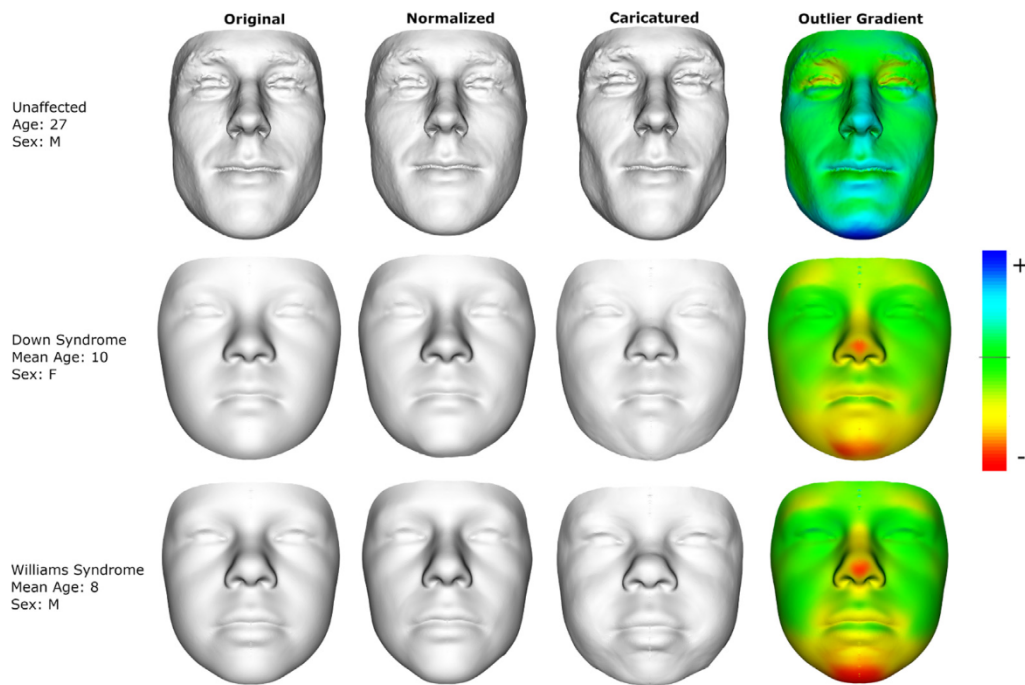 Original Normalized Caricatured Outlier Gradient
Unaffected
Age: 27
Sex: M
+
Down Syndrome
Mean Age: 10
Sex: F
-
Williams Syndrome
Mean Age: 8
Sex: M